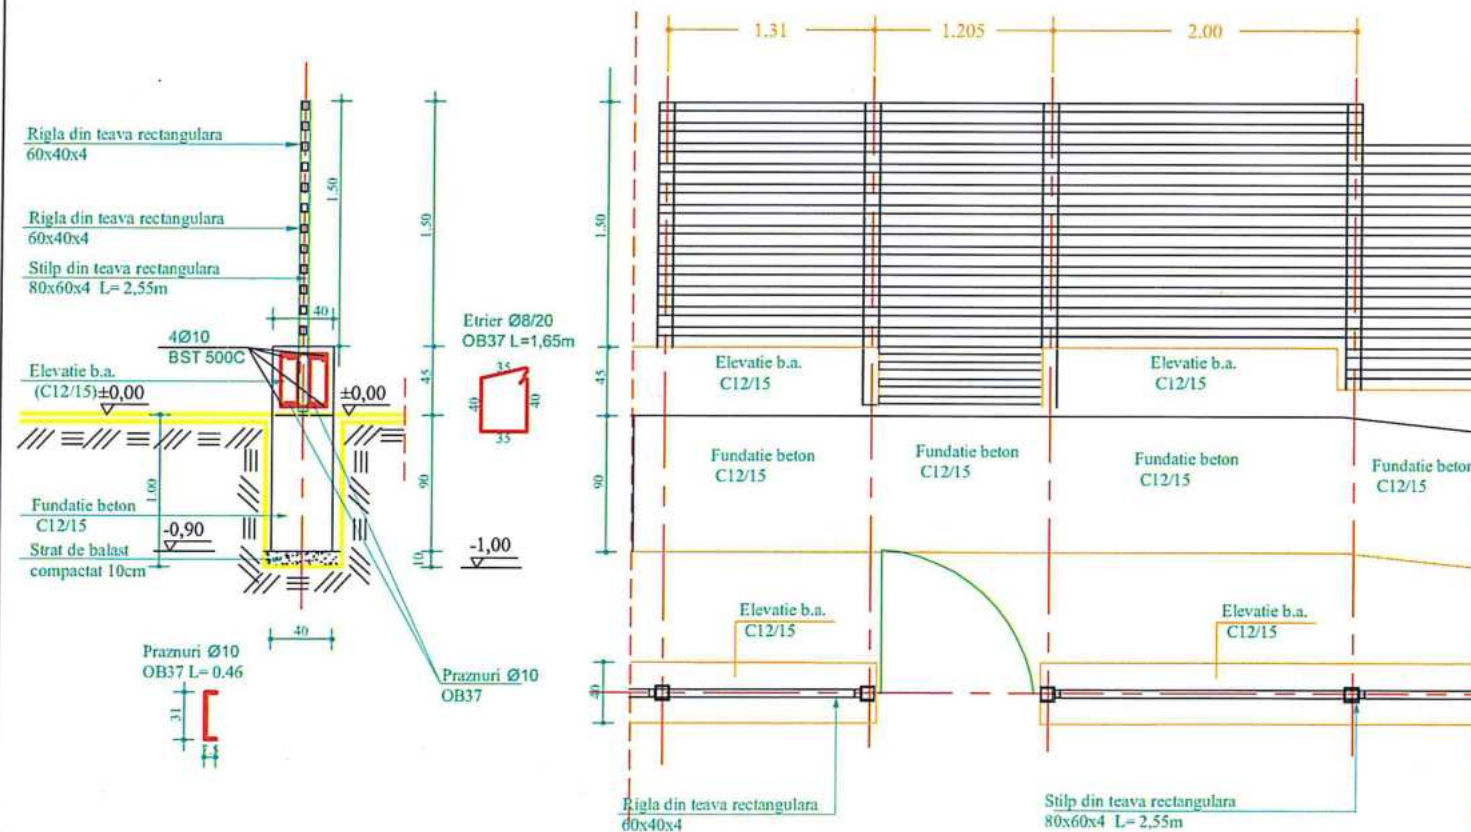 1.31
1.205
2.00
Rigla din teava rectangulara
60x40x4
1.50
1.50
1.50
Rigla din teava rectangulara
60x40x4
Stilp din teava rectangulara
80x60x4 L= 2,55m
40
4Ø10
BST 500C
Etrier Ø8/20
OB37 L=1,65m
35
40
40
35
Elevatie b.a.
(C12/15)
±0,00
±0,00
45
45
Elevatie b.a.
C12/15
Elevatie b.a.
C12/15
1.00
90
90
Fundatie beton
C12/15
Fundatie beton
C12/15
Fundatie beton
C12/15
Fundatie beton
C12/15
Fundatie beton
C12/15
-0,90
Strat de balast
compactat 10cm
10
-1,00
40
Praznuri Ø10
OB37 L= 0.46
31
7.5
Praznuri Ø10
OB37
Elevatie b.a.
C12/15
Elevatie b.a.
C12/15
40
Rigla din teava rectangulara
60x40x4
Stilp din teava rectangulara
80x60x4 L= 2,55m